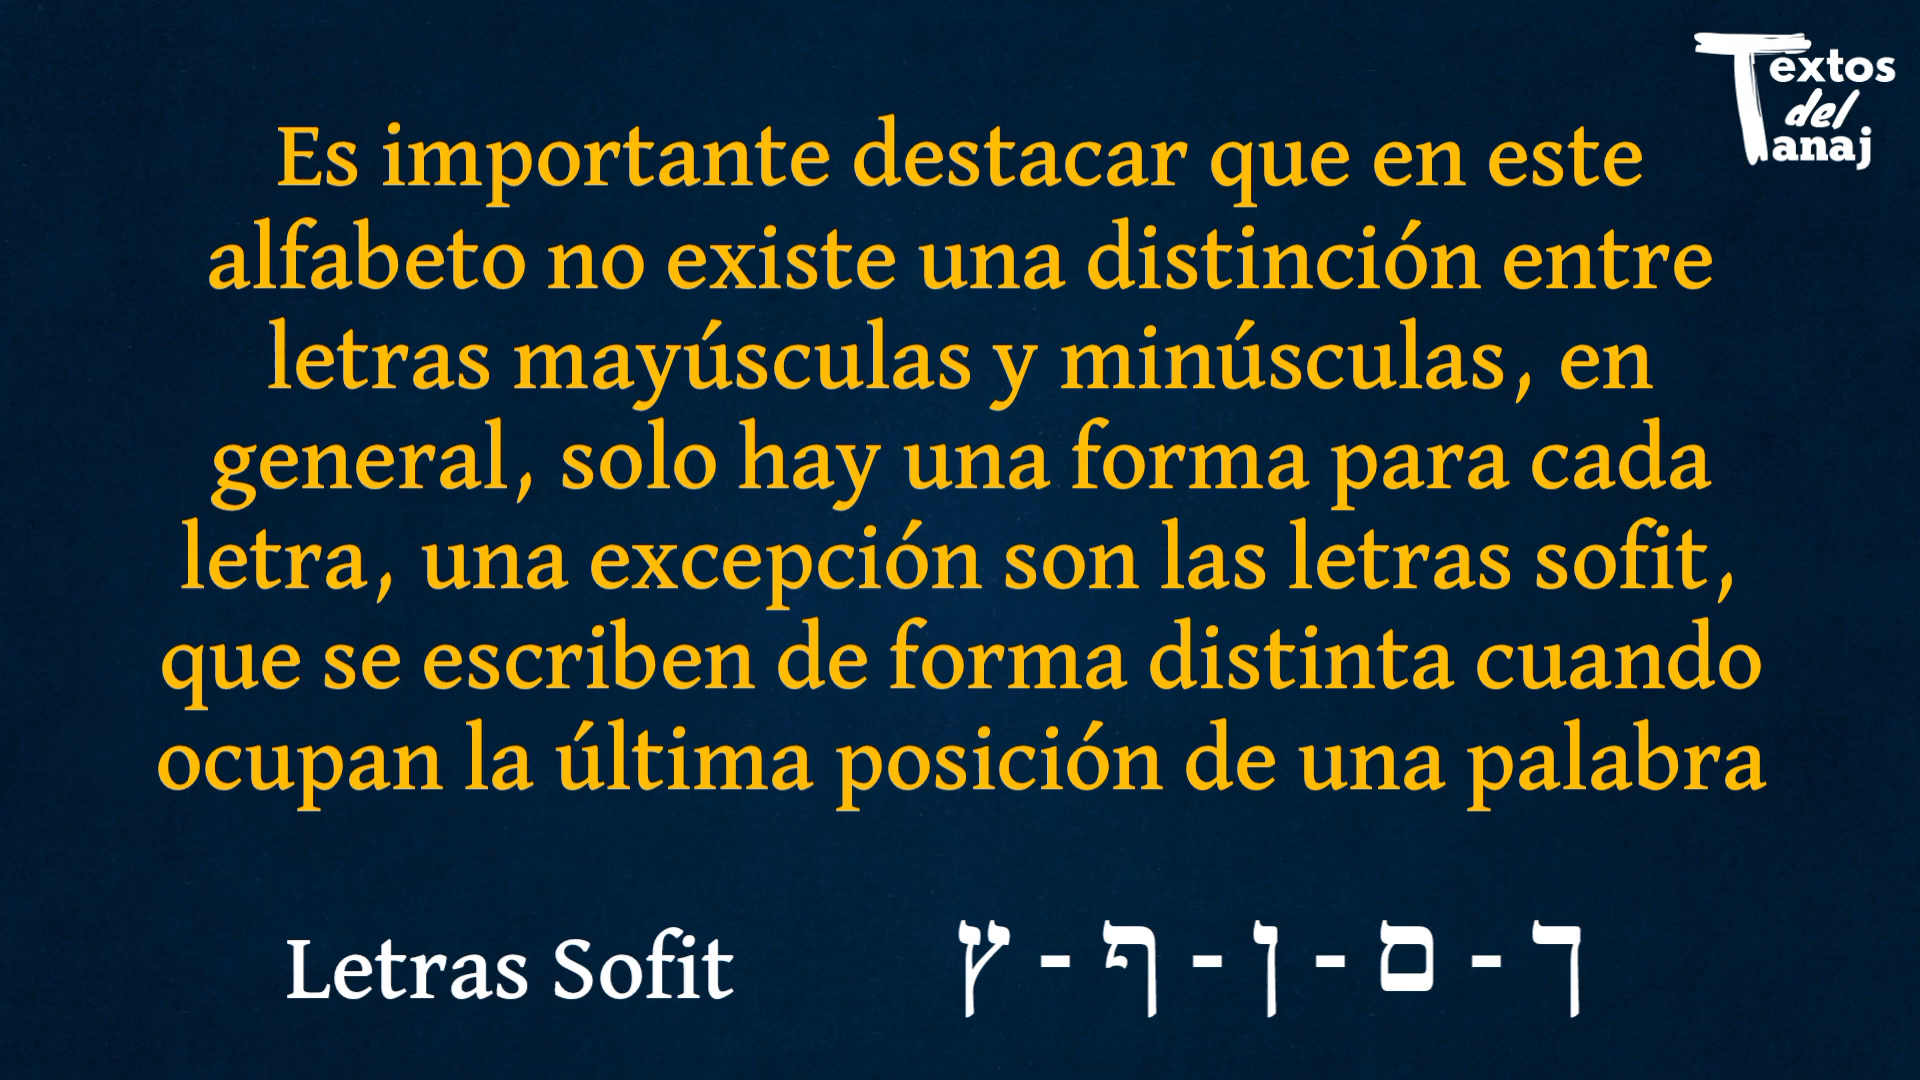 Textos
del
Tanaj
Es importante destacar que en este
alfabeto no existe una distinción entre
letras mayúsculas y minúsculas, en
general, solo hay una forma para cada
letra, una excepción son las letras sofit,
que se escriben de forma distinta cuando
ocupan la última posición de una palabra
Letras Sofit
ך - ם - ן - ף - ץ